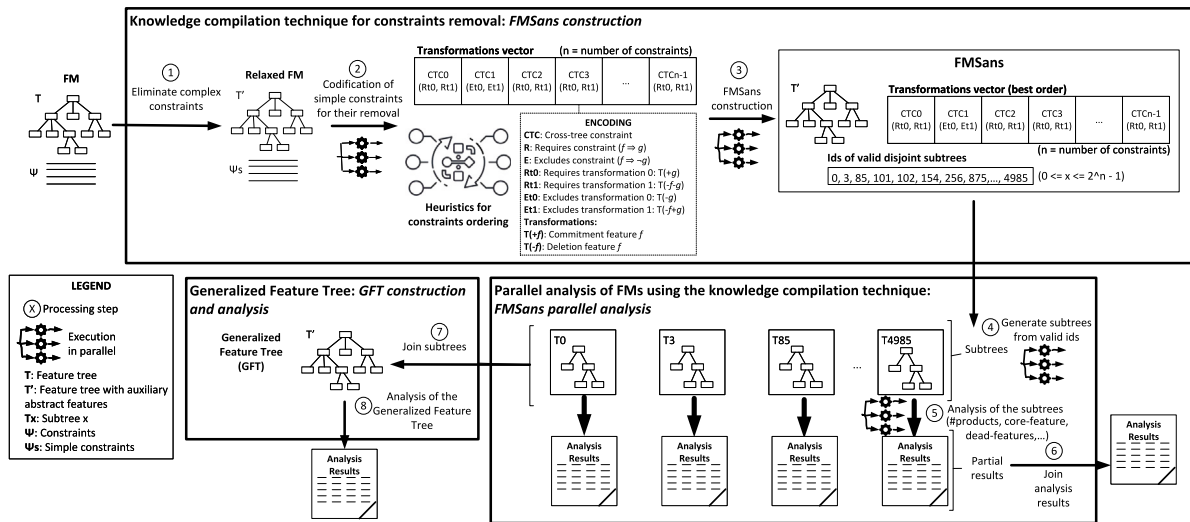 Knowledge compilation technique for constraints removal: FMSans construction
FM
T
Ψ
1
Eliminate complex
constraints
Relaxed FM
T'
Ψs
2
Codification of
simple constraints
for their removal
Transformations vector (n = number of constraints)
CTC0 CTC1 CTC2 CTC3 ... CTCn-1
(Rt0, Rt1) (Et0, Et1) (Rt0, Rt1) (Rt0, Rt1) (Rt0, Rt1)
Heuristics for
constraints ordering
ENCODING
CTC: Cross-tree constraint
R: Requires constraint (f ⇒ g)
E: Excludes constraint (f ⇒ ¬g)
Rt0: Requires transformation 0: T(+g)
Rt1: Requires transformation 1: T(-f-g)
Et0: Excludes transformation 0: T(-g)
Et1: Excludes transformation 1: T(-f+g)
Transformations:
T(+f): Commitment feature f
T(-f): Deletion feature f
3
FMSans
construction
FMSans
T'
Transformations vector (best order)
CTC0 CTC1 CTC2 CTC3 ... CTCn-1
(Rt0, Rt1) (Et0, Et1) (Rt0, Rt1) (Rt0, Rt1) (Rt0, Rt1)
(n = number of constraints)
Ids of valid disjoint subtrees
0, 3, 85, 101, 102, 154, 256, 875,..., 4985 (0 <= x <= 2^n - 1)
LEGEND
X Processing step
Execution
in parallel
T: Feature tree
T': Feature tree with auxiliary
abstract features
Tx: Subtree x
Ψ: Constraints
Ψs: Simple constraints
Generalized Feature Tree: GFT construction
and analysis
Generalized
Feature Tree
(GFT)
T'
7
Join subtrees
8
Analysis of the
Generalized Feature
Tree
Analysis
Results
Parallel analysis of FMs using the knowledge compilation technique:
FMSans parallel analysis
T0
T3
T85
...
T4985
Subtrees
4
Generate subtrees
from valid ids
5
Analysis of the subtrees
(#products, core-feature,
dead-features,...)
Analysis
Results
Analysis
Results
Analysis
Results
Analysis
Results
Partial
results
6
Join
analysis
results
Analysis
Results